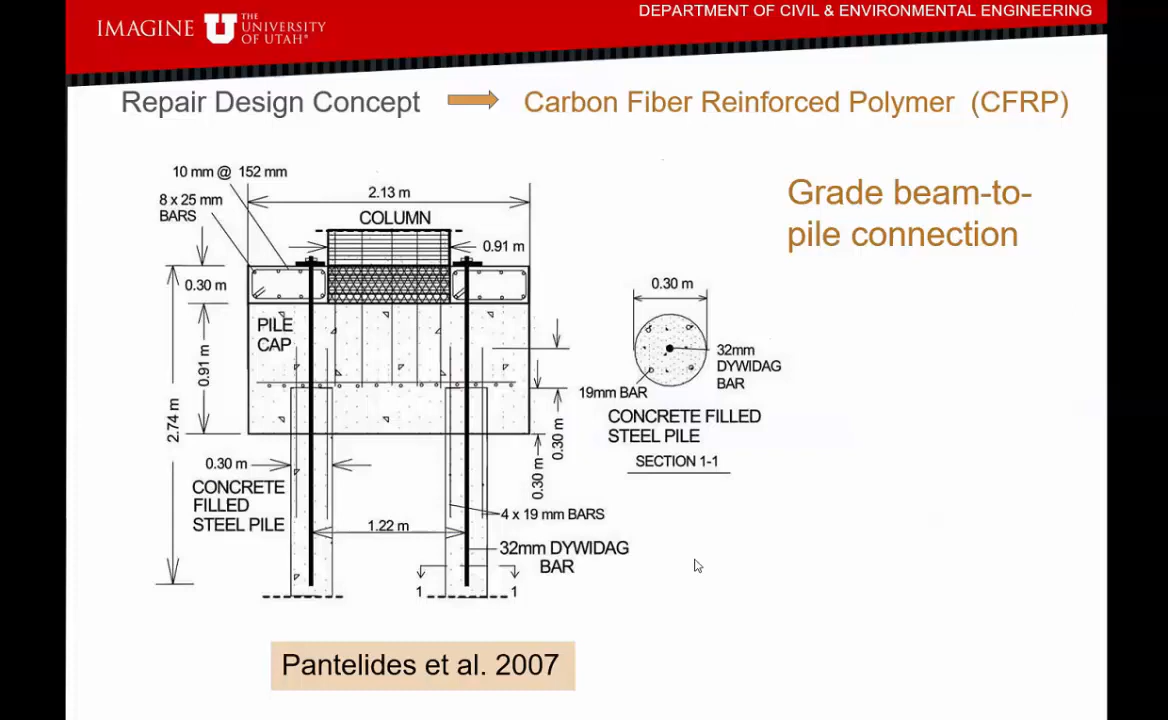 DEPARTMENT OF CIVIL & ENVIRONMENTAL ENGINEERING
IMAGINE U THE UNIVERSITY OF UTAH®
Repair Design Concept
Carbon Fiber Reinforced Polymer (CFRP)
Grade beam-to-
pile connection
10 mm @ 152 mm
8 x 25 mm
BARS
2.13 m
COLUMN
0.91 m
0.30 m
PILE
CAP
0.91 m
2.74 m
0.30 m
CONCRETE
FILLED
STEEL PILE
1.22 m
0.30 m
0.30 m
4 x 19 mm BARS
32mm DYWIDAG
BAR
1
1
0.30 m
32mm
DYWIDAG
BAR
19mm BAR
CONCRETE FILLED
STEEL PILE
SECTION 1-1
Pantelides et al. 2007